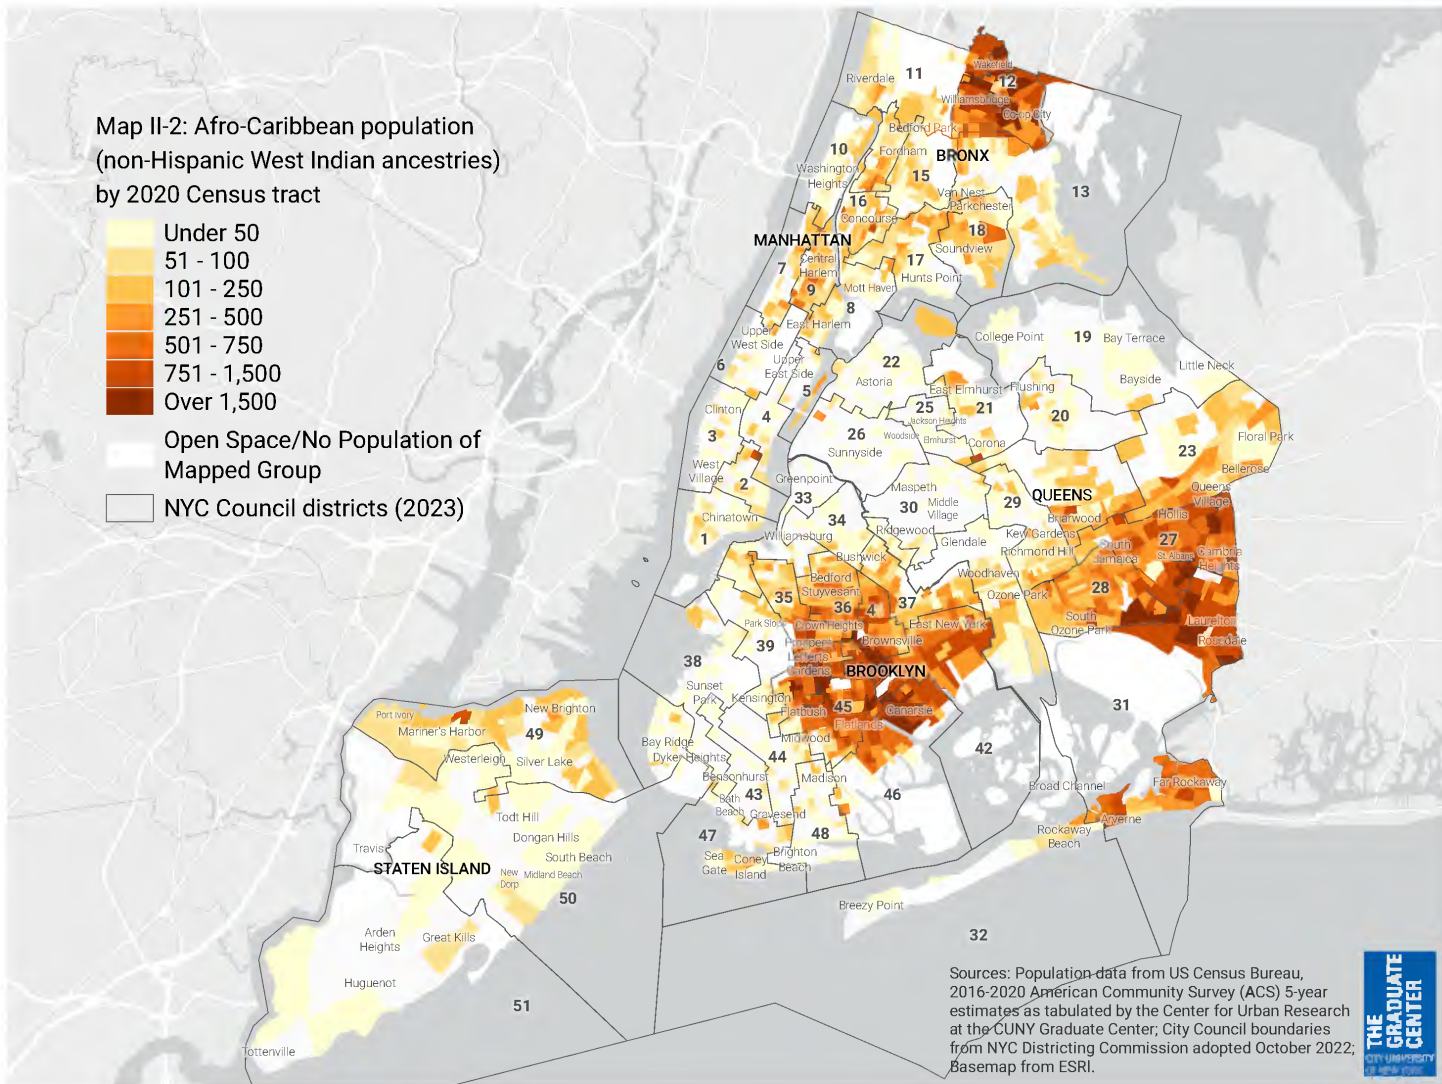 Map II-2: Afro-Caribbean population
(non-Hispanic West Indian ancestries)
by 2020 Census tract
Under 50
51 - 100
101 - 250
251 - 500
501 - 750
751 - 1,500
Over 1,500
Open Space/No Population of
Mapped Group
NYC Council districts (2023)
Wakefield
Riverdale
11
12
Williamsbridge
Co-op City
Bedford Park
10
Fordham
BRONX
Washington
Heights
15
13
16
Van Nest
Parkchester
Concourse
18
MANHATTAN
Soundview
7
Central
Harlem
17
Hunts Point
9
Mott Haven
8
East Harlem
Upper
West Side
College Point
19
Bay Terrace
6
Upper
East Side
22
Little Neck
5
Astoria
East Elmhurst
Flushing
Bayside
Clinton
4
25
21
20
Jackson Heights
3
26
Woodside
Elmhurst
Corona
Floral Park
Sunnyside
23
West
Village
Bellerose
2
Greenpoint
Maspeth
Queens
Village
33
30
Middle
Village
29
QUEENS
Chinatown
34
Briarwood
Hollis
1
Williamsburg
Ridgewood
Kew Gardens
27
Glendale
South
Jamaica
Bushwick
Richmond Hill
St. Albans
Cambria
Heights
Woodhaven
Bedford
Stuyvesant
35
36
4
37
Ozone Park
28
Park Slope
Crown Heights
East New York
South
Ozone Park
Laurelton
39
Brownsville
Rosedale
Prospect
Lefferts
Gardens
38
BROOKLYN
Sunset
Park
Kensington
31
Port Ivory
New Brighton
Flatbush
45
Canarsie
Mariner's Harbor
49
Flatlands
Bay Ridge
Midwood
42
Westerleigh
Silver Lake
Dyker Heights
44
Bensonhurst
Madison
Broad Channel
Far Rockaway
Bath
Beach
43
46
Todt Hill
Gravesend
Arverne
Dongan Hills
47
48
Rockaway
Beach
Travis
South Beach
Sea
Gate
Coney
Island
Brighton
Beach
STATEN ISLAND
New
Dorp
Midland Beach
50
Breezy Point
Arden
Heights
Great Kills
32
Huguenot
51
Tottenville
Sources: Population data from US Census Bureau,
2016-2020 American Community Survey (ACS) 5-year
estimates as tabulated by the Center for Urban Research
at the CUNY Graduate Center; City Council boundaries
from NYC Districting Commission adopted October 2022;
Basemap from ESRI.
THE
GRADUATE
CENTER
CITY UNIVERSITY
OF NEW YORK